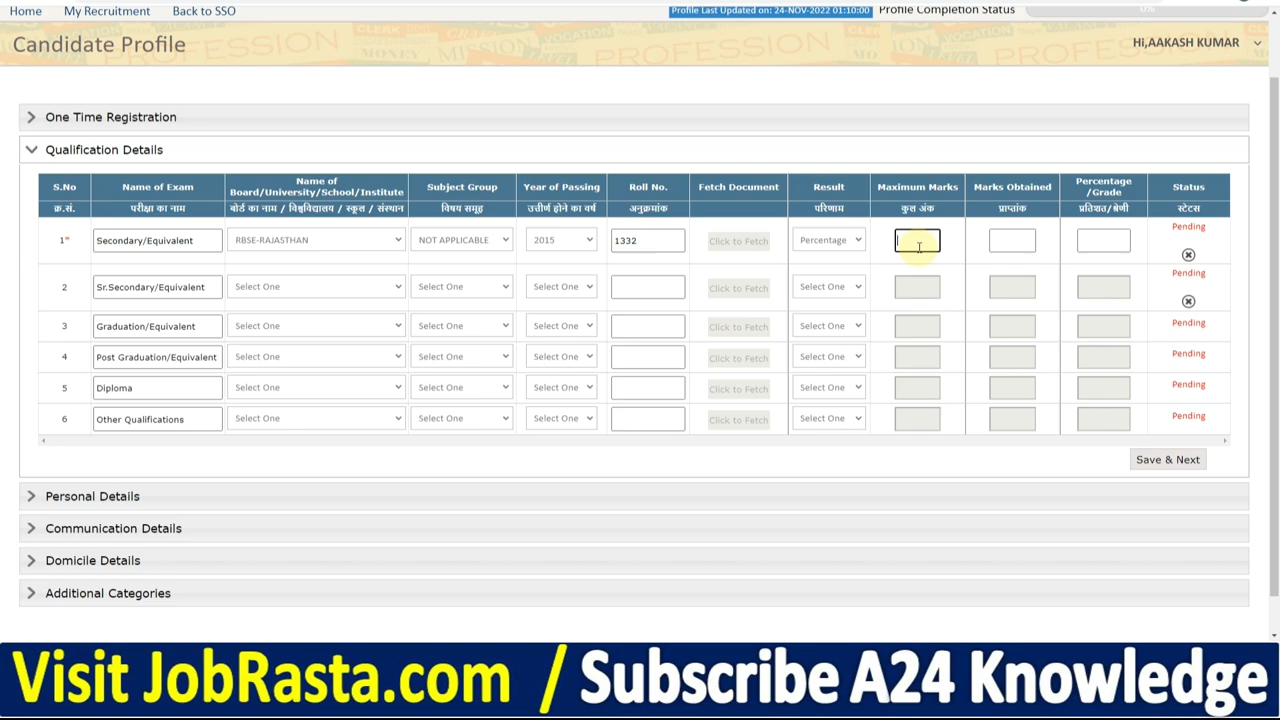 Home My Recruitment Back to SSO Profile Last Updated on: 24-NOV-2022 01:10:00 Profile Completion Status 0%
Candidate Profile Hi,AAKASH KUMAR
One Time Registration
Qualification Details
S.No Name of Exam Name of Board/University/School/Institute Subject Group Year of Passing Roll No. Fetch Document Result Maximum Marks Marks Obtained Percentage /Grade Status
क्र.सं. परीक्षा का नाम बोर्ड का नाम / विश्वविद्यालय / स्कूल / संस्थान विषय समूह उत्तीर्ण होने का वर्ष अनुक्रमांक परिणाम कुल अंक प्राप्तांक प्रतिशत/श्रेणी स्टेटस
1* Secondary/Equivalent RBSE-RAJASTHAN NOT APPLICABLE 2015 1332 Click to Fetch Percentage Pending
2 Sr.Secondary/Equivalent Select One Select One Select One Click to Fetch Select One Pending
3 Graduation/Equivalent Select One Select One Select One Click to Fetch Select One Pending
4 Post Graduation/Equivalent Select One Select One Select One Click to Fetch Select One Pending
5 Diploma Select One Select One Select One Click to Fetch Select One Pending
6 Other Qualifications Select One Select One Select One Click to Fetch Select One Pending
Save & Next
Personal Details
Communication Details
Domicile Details
Additional Categories
Visit JobRasta.com / Subscribe A24 Knowledge